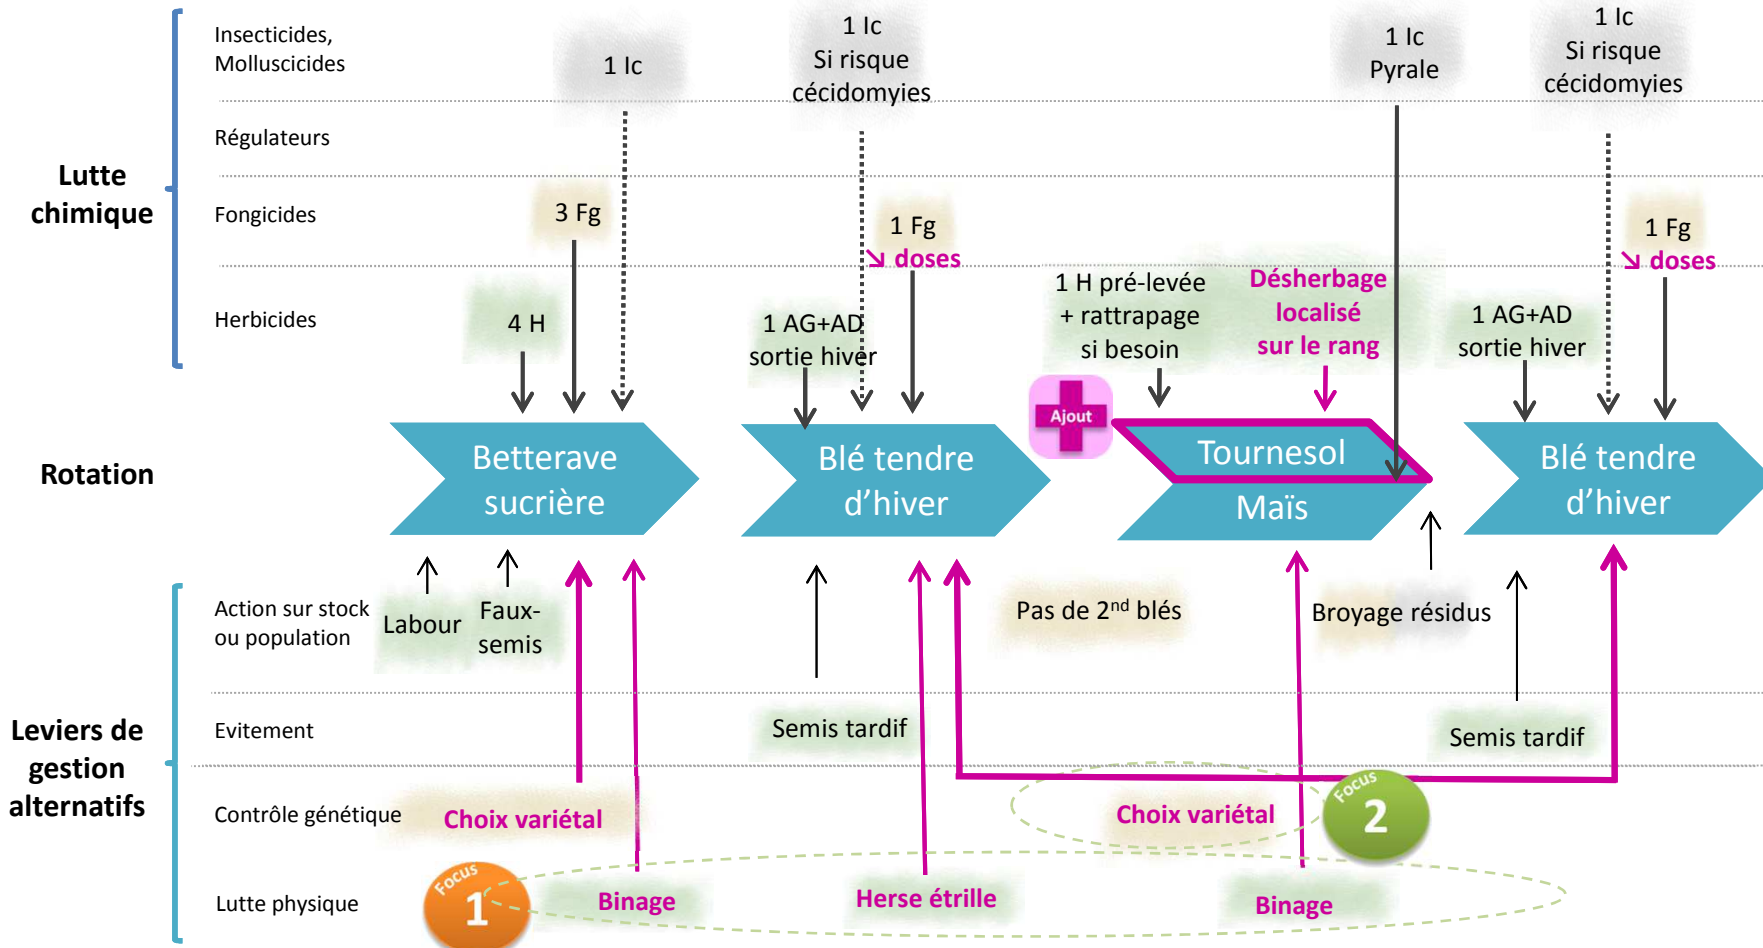 Insecticides,
Molluscicides
1 Ic
1 Ic
Si risque
cécidomyies
1 Ic
Pyrale
1 Ic
Si risque
cécidomyies
Régulateurs
Lutte
chimique
Fongicides
3 Fg
1 Fg
↘ doses
1 Fg
↘ doses
Herbicides
4 H
1 AG+AD
sortie hiver
1 H pré-levée
+ rattrapage
si besoin
Désherbage
localisé
sur le rang
1 AG+AD
sortie hiver
Ajout
Rotation
Betterave
sucrière
Blé tendre
d'hiver
Tournesol
Maïs
Blé tendre
d'hiver
Action sur stock
ou population
Labour
Faux-
semis
Pas de 2nd blés
Broyage résidus
Leviers de
gestion
alternatifs
Evitement
Semis tardif
Semis tardif
Contrôle génétique
Choix variétal
Choix variétal
Focus
2
Lutte physique
Focus
1
Binage
Herse étrille
Binage